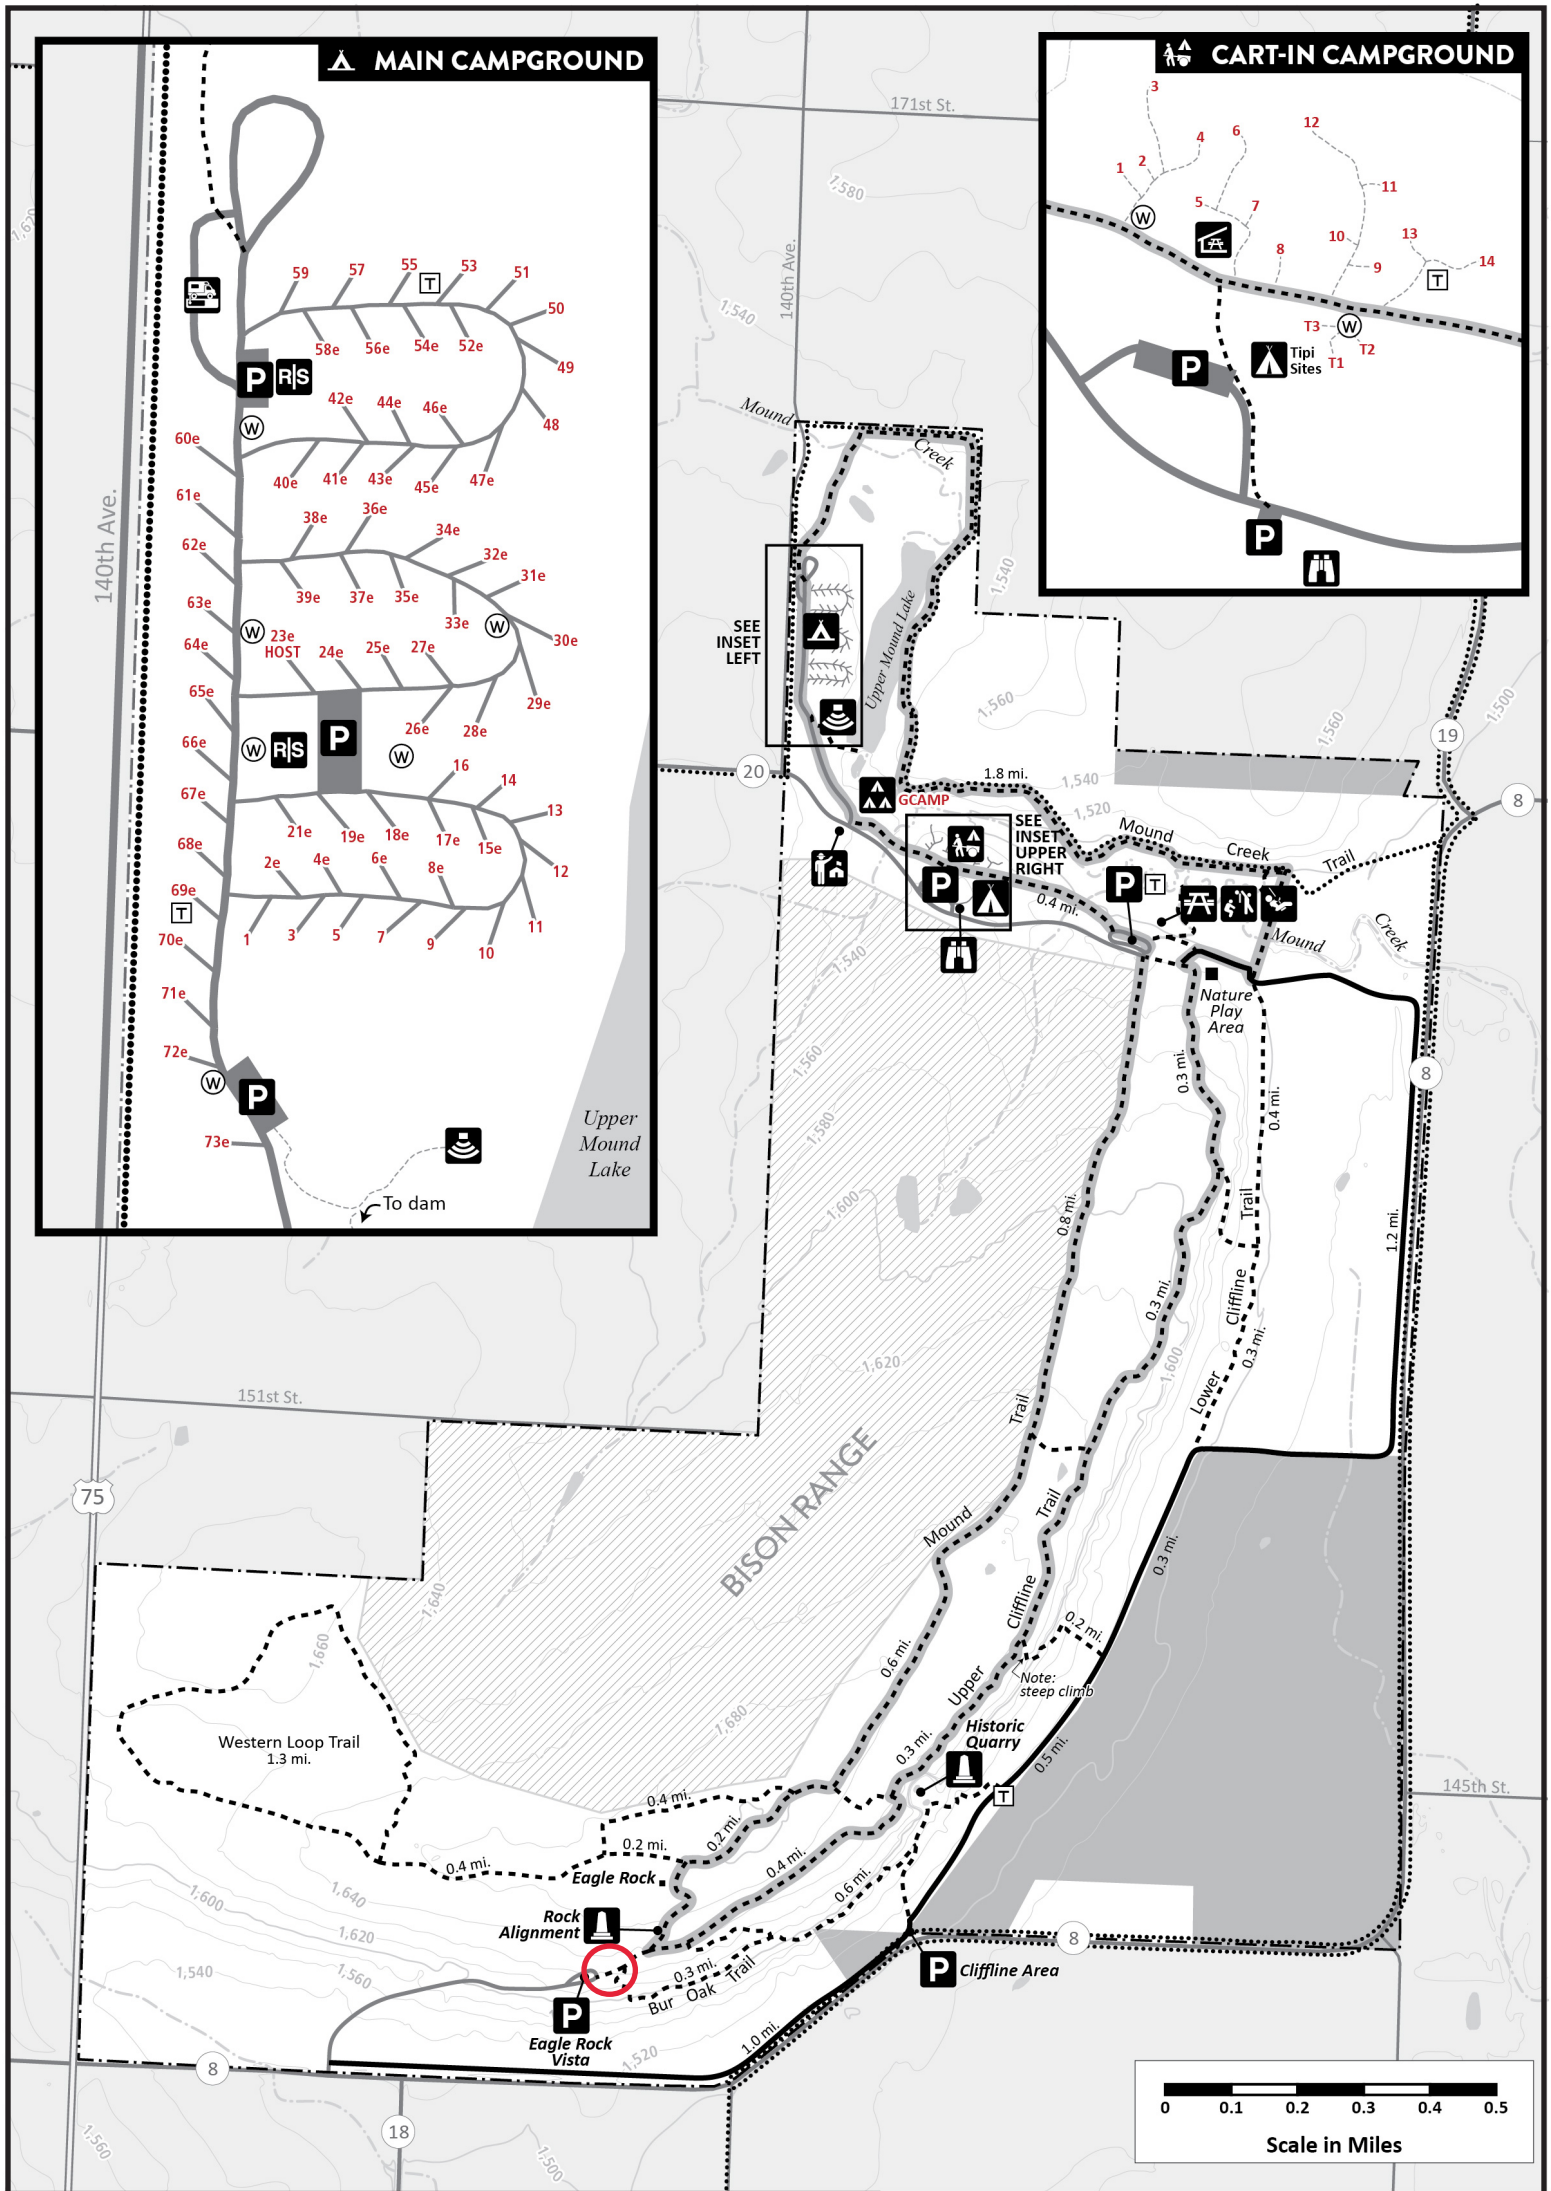 MAIN CAMPGROUND
140th Ave.
59
57
55
T
53
51
50
58e
56e
54e
52e
49
P
R|S
42e
44e
46e
48
W
60e
40e
41e
43e
45e
47e
61e
38e
36e
34e
62e
32e
31e
39e
37e
35e
63e
33e
W
23e
HOST
W
64e
24e
25e
27e
30e
65e
29e
66e
W
R|S
P
W
26e
28e
67e
16
14
13
68e
21e
19e
18e
17e
15e
2e
4e
6e
8e
12
69e
T
70e
1
3
5
7
9
10
11
71e
72e
W
P
73e
To dam
Upper
Mound
Lake
CART-IN CAMPGROUND
3
12
6
4
2
1
11
5
7
W
10
13
8
9
14
T
T3
W
T2
T1
Tipi
Sites
P
P
171st St.
1,620
1,580
1,540
140th Ave.
Mound
Creek
1,540
Upper Mound Lake
SEE
INSET
LEFT
1,560
1,560
1,500
19
20
8
1.8 mi.
1,540
1,520
GCAMP
SEE
INSET
UPPER
RIGHT
Mound
Creek
Trail
P
P
T
0.4 mi.
Mound
Creek
1,540
Nature
Play
Area
1,560
0.3 mi.
8
1,580
0.4 mi.
1,600
0.8 mi.
Trail
1.2 mi.
0.3 mi.
Cliffline
0.3 mi.
1,620
1,600
Lower
151st St.
Trail
BISON RANGE
75
Mound
Trail
0.3 mi.
1,640
Cliffline
0.2 mi.
1,660
0.6 mi.
Upper
Note:
steep climb
1,680
Historic
Quarry
Western Loop Trail
1.3 mi.
0.3 mi.
0.5 mi.
145th St.
T
0.4 mi.
0.2 mi.
0.2 mi.
0.4 mi.
0.4 mi.
Eagle Rock
0.6 mi.
1,600
1,640
1,620
Rock
Alignment
8
1,540
1,560
0.3 mi.
Bur Oak Trail
P
Cliffline Area
P
Eagle Rock
Vista
1.0 mi.
1,520
8
18
1,560
1,500
0
0.1
0.2
0.3
0.4
0.5
Scale in Miles